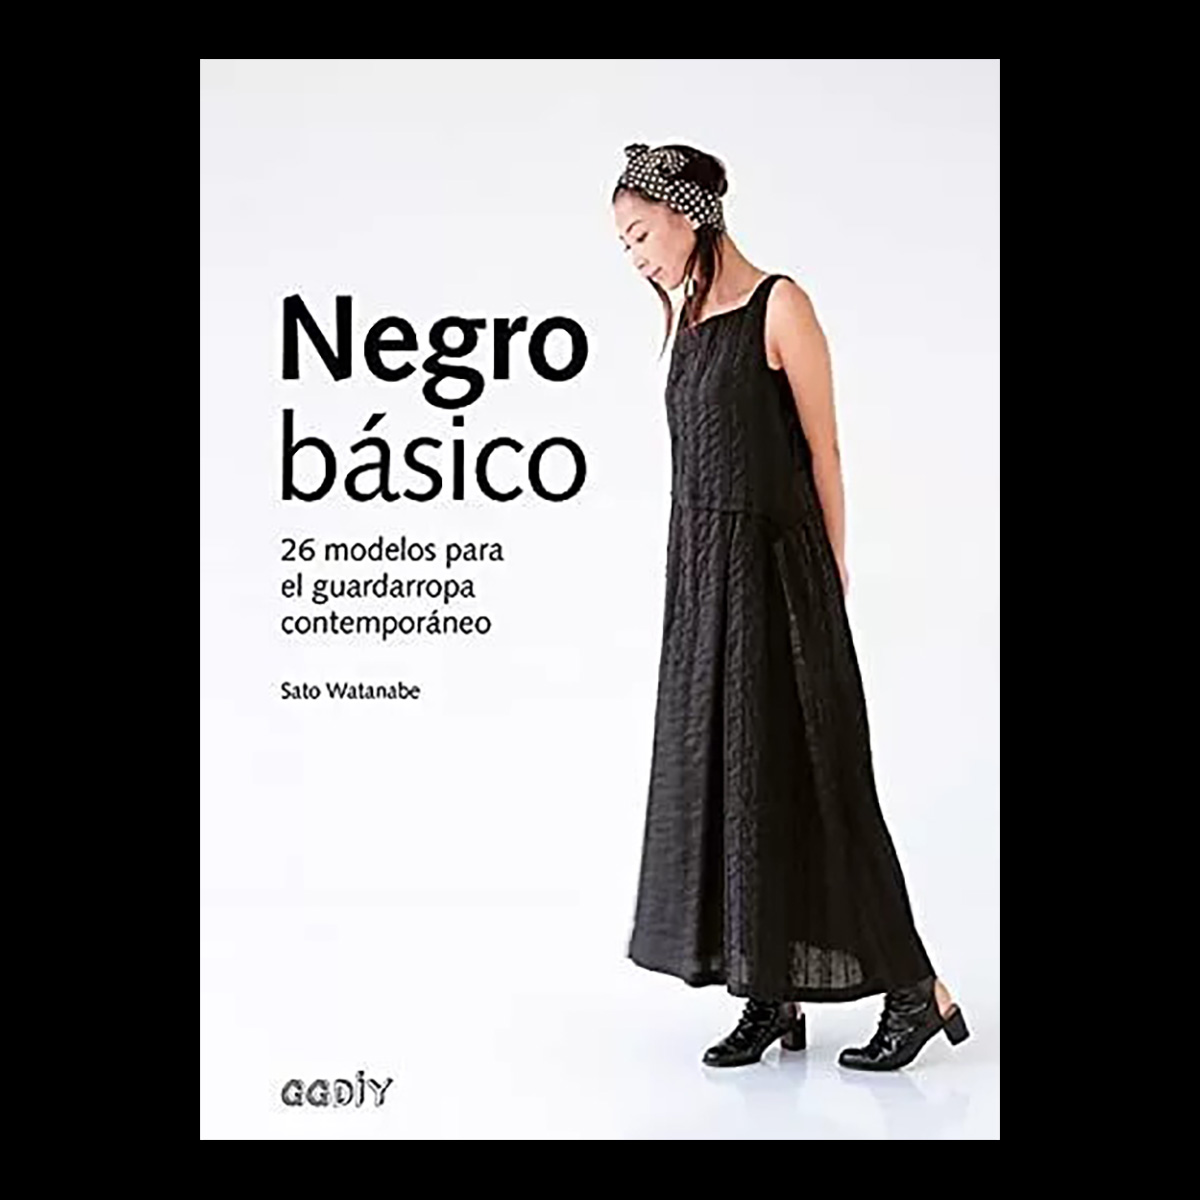 Negro
básico
26 modelos para
el guardarropa
contemporáneo
Sato Watanabe
GGDIY